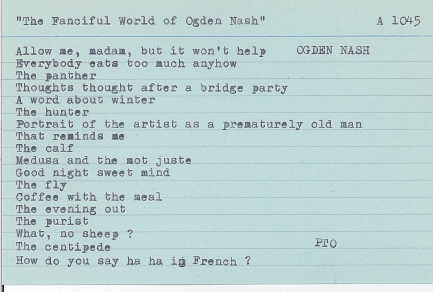 "The Fanciful World of Ogden Nash" A 1045
Allow me, madam, but it won't help OGDEN NASH
Everybody eats too much anyhow
The panther
Thoughts thought after a bridge party
A word about winter
The hunter
Portrait of the artist as a prematurely old man
That reminds me
The calf
Medusa and the mot juste
Good night sweet mind
The fly
Coffee with the meal
The evening out
The purist
What, no sheep ?
The centipede PTO
How do you say ha ha in French ?